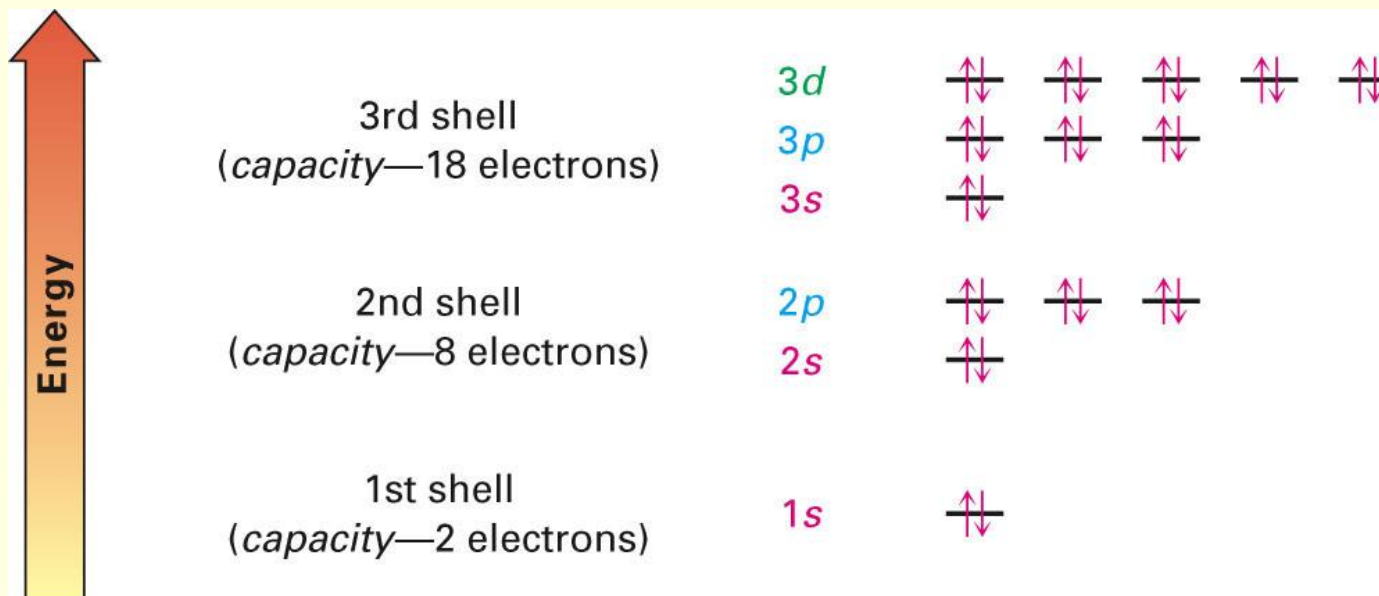 Energy
3rd shell
(capacity—18 electrons)
3d
3p
3s
2nd shell
(capacity—8 electrons)
2p
2s
1st shell
(capacity—2 electrons)
1s